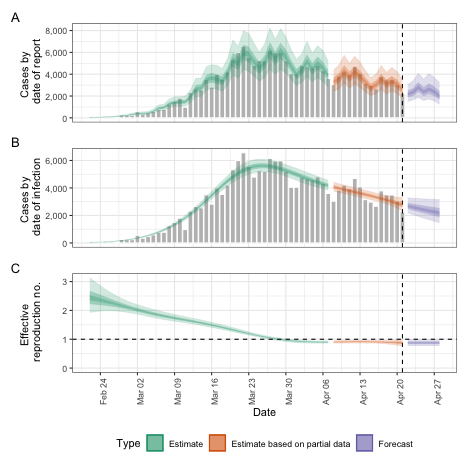 A
Cases by
date of report
8,000
6,000
4,000
2,000
0
B
Cases by
date of infection
6,000
4,000
2,000
0
C
Effective
reproduction no.
3
2
1
0
Feb 24
Mar 02
Mar 09
Mar 16
Mar 23
Mar 30
Apr 06
Apr 13
Apr 20
Apr 27
Date
Type Estimate Estimate based on partial data Forecast